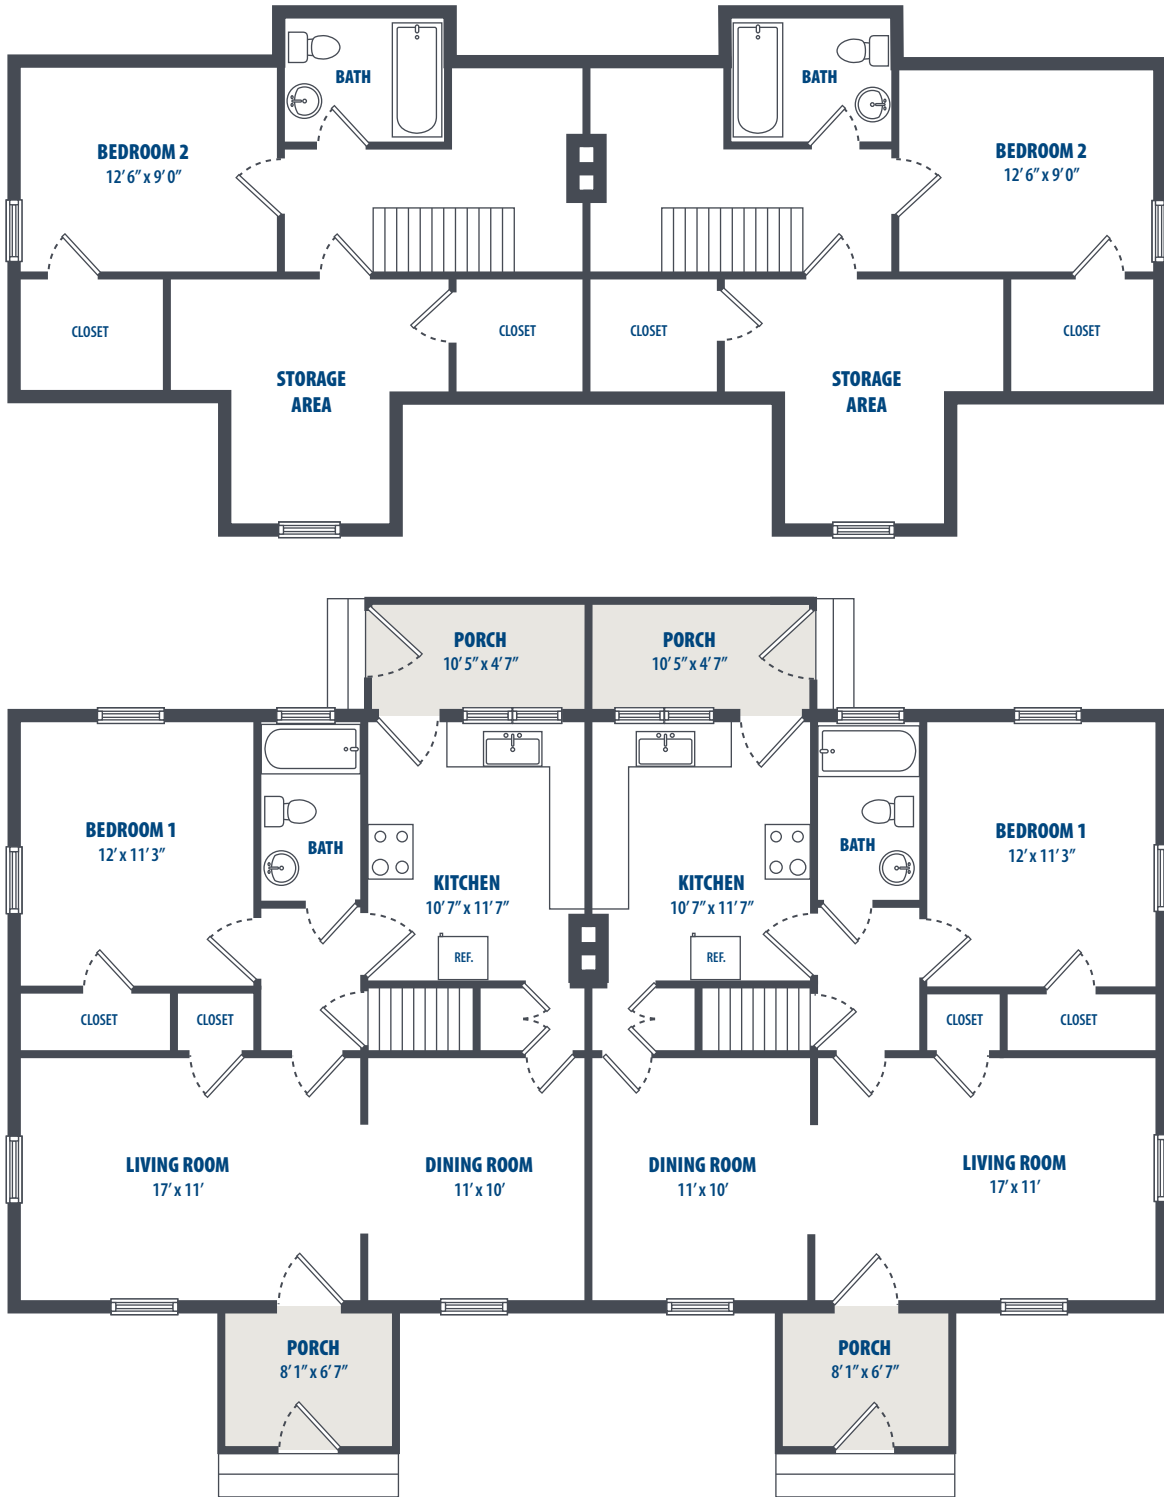 BATH
BATH
BEDROOM 2
12' 6" x 9' 0"
BEDROOM 2
12' 6" x 9' 0"
CLOSET
CLOSET
CLOSET
CLOSET
STORAGE
AREA
STORAGE
AREA
PORCH
10' 5" x 4' 7"
PORCH
10' 5" x 4' 7"
BEDROOM 1
12' x 11' 3"
BATH
KITCHEN
10' 7" x 11' 7"
KITCHEN
10' 7" x 11' 7"
BATH
BEDROOM 1
12' x 11' 3"
REF.
REF.
CLOSET
CLOSET
CLOSET
CLOSET
LIVING ROOM
17' x 11'
DINING ROOM
11' x 10'
DINING ROOM
11' x 10'
LIVING ROOM
17' x 11'
PORCH
8' 1" x 6' 7"
PORCH
8' 1" x 6' 7"